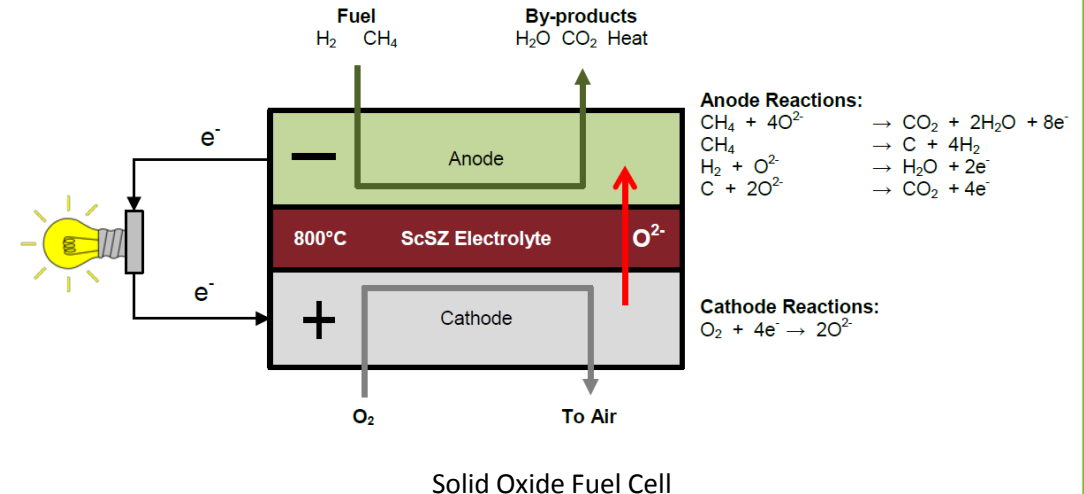 Fuel
H₂ CH₄
By-products
H₂O CO₂ Heat
e⁻
Anode
800°C ScSZ Electrolyte O²⁻
e⁻
Cathode
O₂
To Air
Anode Reactions:
CH₄ + 4O²⁻ → CO₂ + 2H₂O + 8e⁻
CH₄ → C + 4H₂
H₂ + O²⁻ → H₂O + 2e⁻
C + 2O²⁻ → CO₂ + 4e⁻
Cathode Reactions:
O₂ + 4e⁻ → 2O²⁻
Solid Oxide Fuel Cell